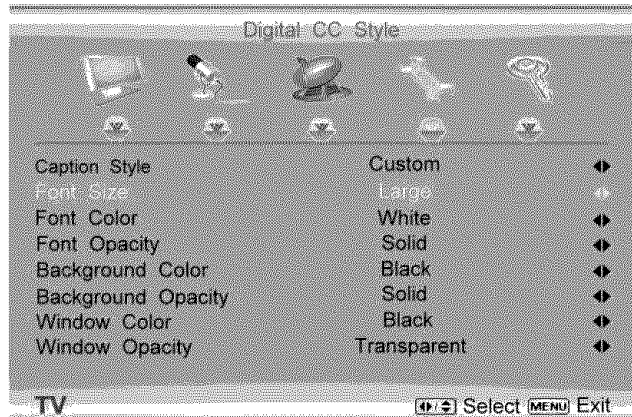 Digital CC Style
Caption Style Custom
Font Size Large
Font Color White
Font Opacity Solid
Background Color Black
Background Opacity Solid
Window Color Black
Window Opacity Transparent
TV Select MENU Exit